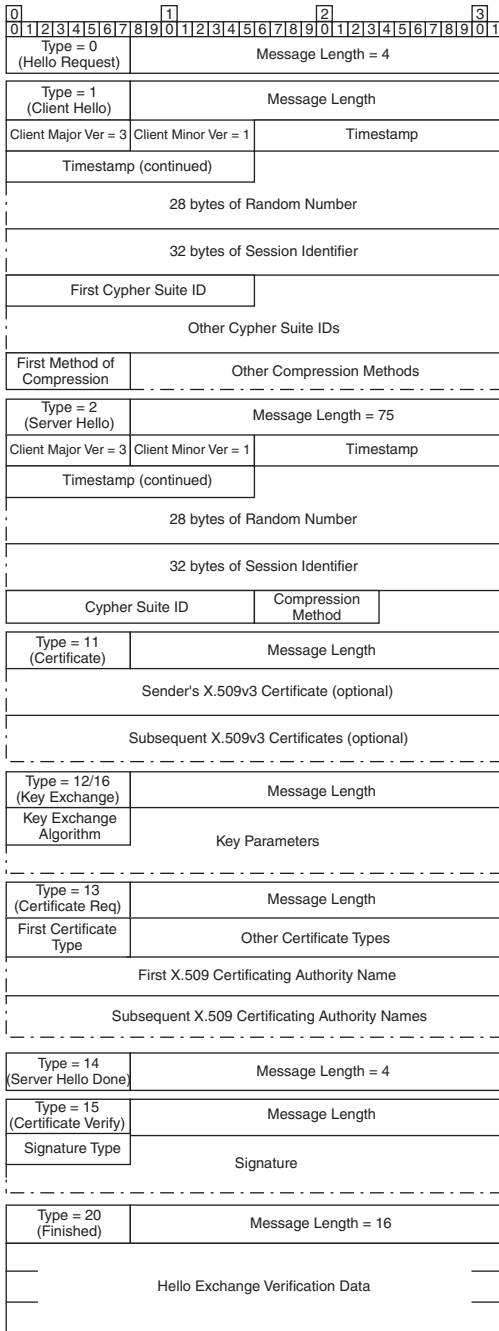 0 1 2 3
0 1 2 3 4 5 6 7 8 9 0 1 2 3 4 5 6 7 8 9 0 1 2 3 4 5 6 7 8 9 0 1
Type = 0
(Hello Request)
Message Length = 4
Type = 1
(Client Hello)
Message Length
Client Major Ver = 3 Client Minor Ver = 1 Timestamp
Timestamp (continued)
28 bytes of Random Number
32 bytes of Session Identifier
First Cypher Suite ID
Other Cypher Suite IDs
First Method of
Compression
Other Compression Methods
Type = 2
(Server Hello)
Message Length = 75
Client Major Ver = 3 Client Minor Ver = 1 Timestamp
Timestamp (continued)
28 bytes of Random Number
32 bytes of Session Identifier
Cypher Suite ID
Compression
Method
Type = 11
(Certificate)
Message Length
Sender's X.509v3 Certificate (optional)
Subsequent X.509v3 Certificates (optional)
Type = 12/16
(Key Exchange)
Message Length
Key Exchange
Algorithm
Key Parameters
Type = 13
(Certificate Req)
Message Length
First Certificate
Type
Other Certificate Types
First X.509 Certificating Authority Name
Subsequent X.509 Certificating Authority Names
Type = 14
(Server Hello Done)
Message Length = 4
Type = 15
(Certificate Verify)
Message Length
Signature Type
Signature
Type = 20
(Finished)
Message Length = 16
Hello Exchange Verification Data